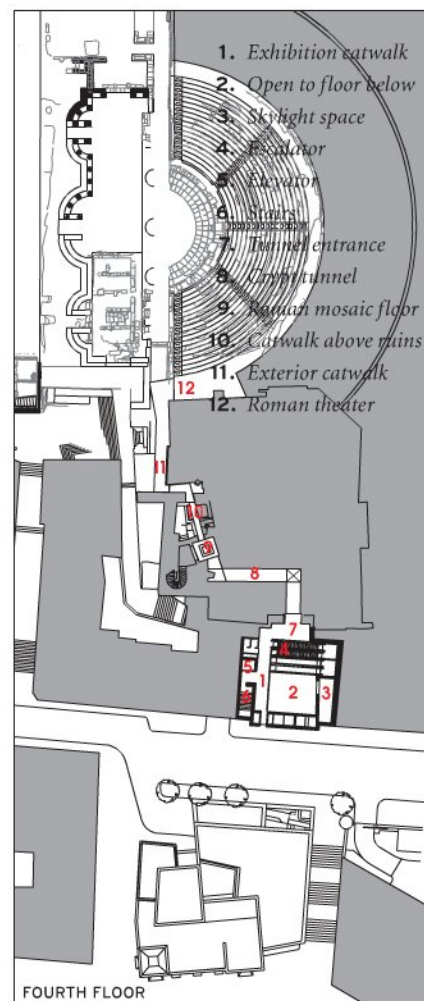 1. Exhibition catwalk
2. Open to floor below
3. Skylight space
4. Escalator
5. Elevator
6. Stairs
7. Tunnel entrance
8. Crypt tunnel
9. Roman mosaic floor
10. Catwalk above ruins
11. Exterior catwalk
12. Roman theater
12
11
10
9
8
7
4
5
1
2
3
6
FOURTH FLOOR